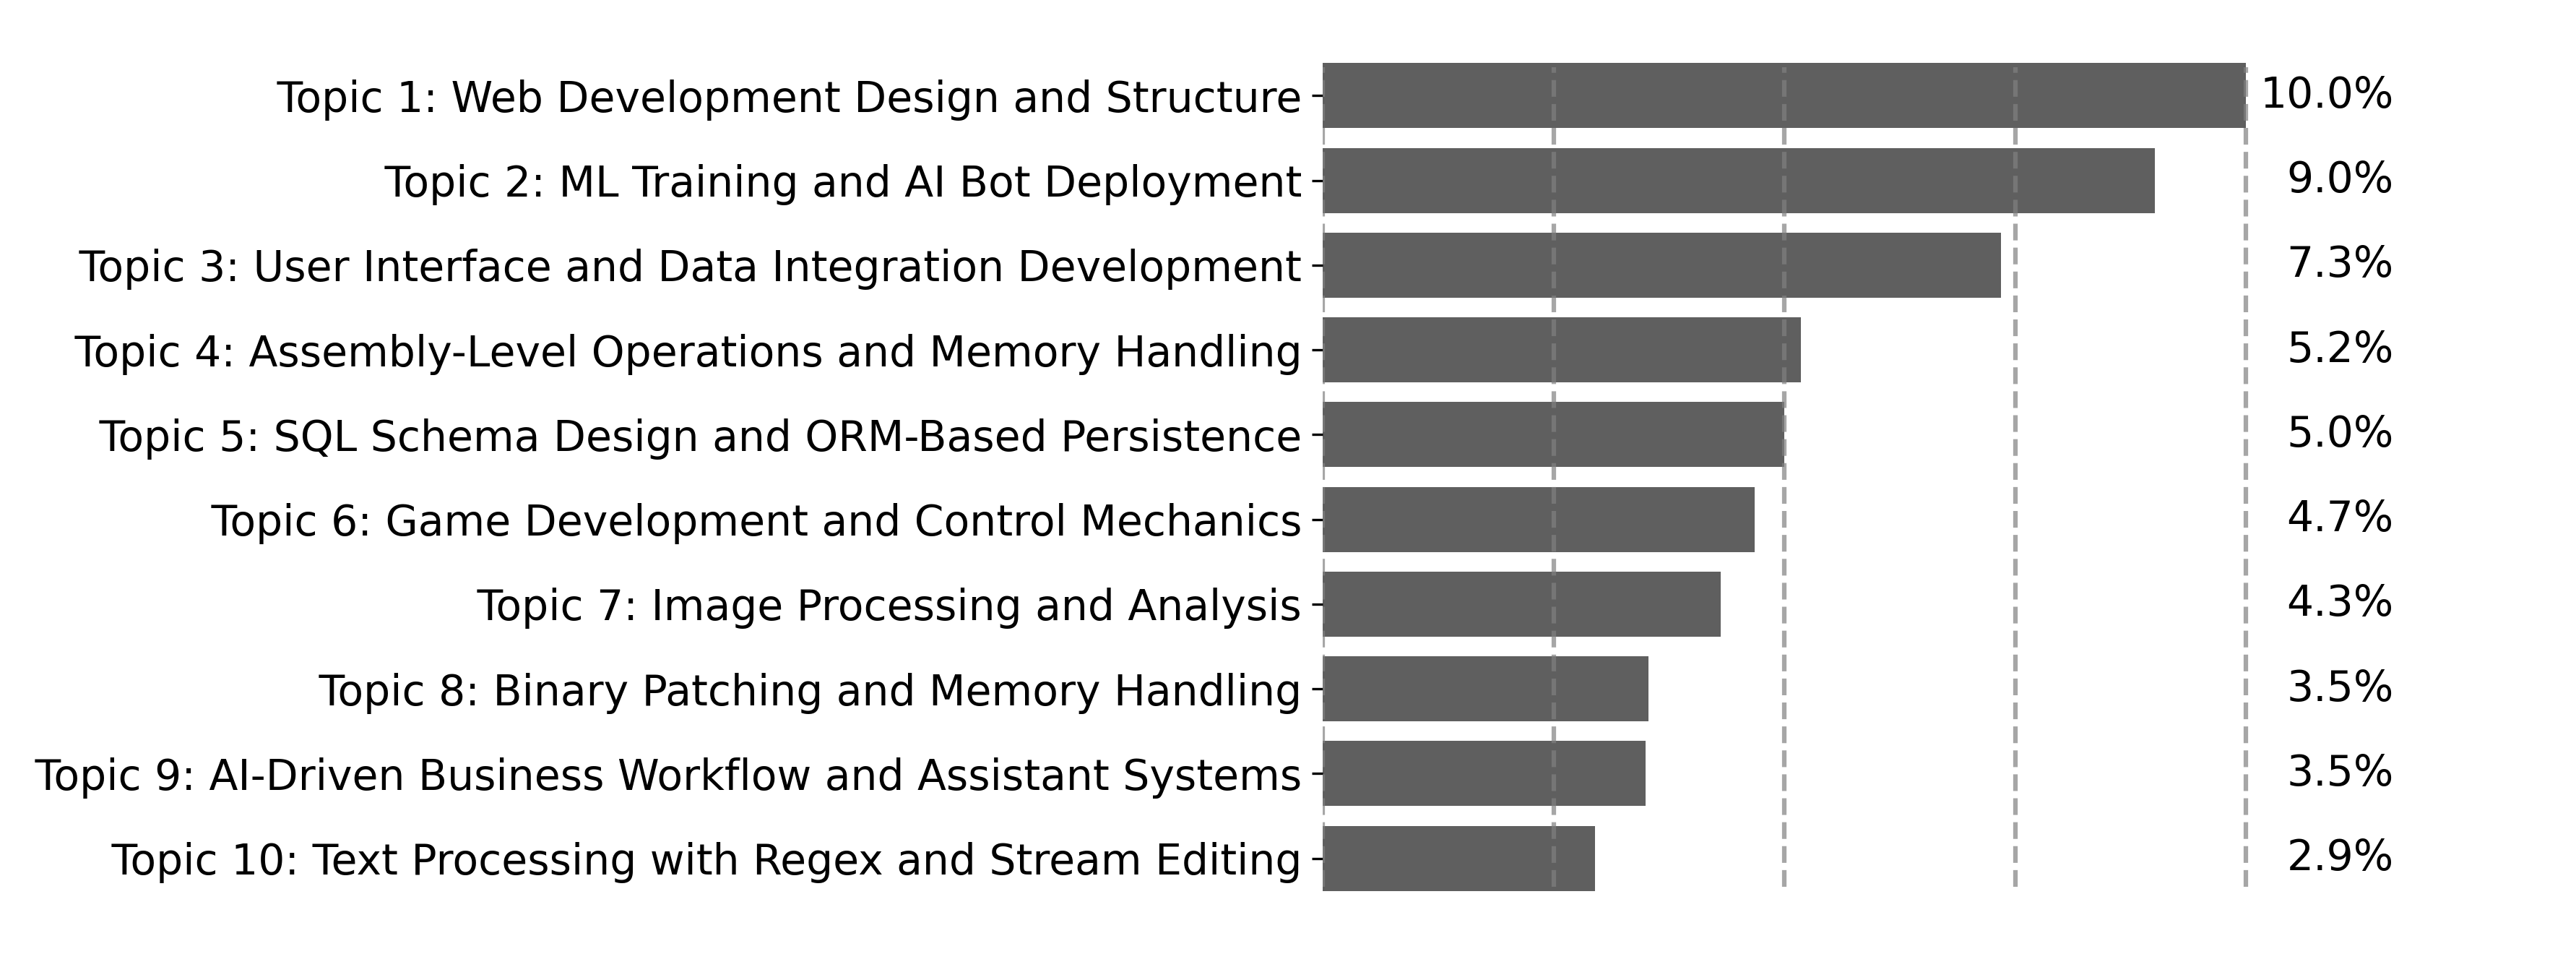 Topic 1: Web Development Design and Structure 10.0%
Topic 2: ML Training and AI Bot Deployment 9.0%
Topic 3: User Interface and Data Integration Development 7.3%
Topic 4: Assembly-Level Operations and Memory Handling 5.2%
Topic 5: SQL Schema Design and ORM-Based Persistence 5.0%
Topic 6: Game Development and Control Mechanics 4.7%
Topic 7: Image Processing and Analysis 4.3%
Topic 8: Binary Patching and Memory Handling 3.5%
Topic 9: AI-Driven Business Workflow and Assistant Systems 3.5%
Topic 10: Text Processing with Regex and Stream Editing 2.9%